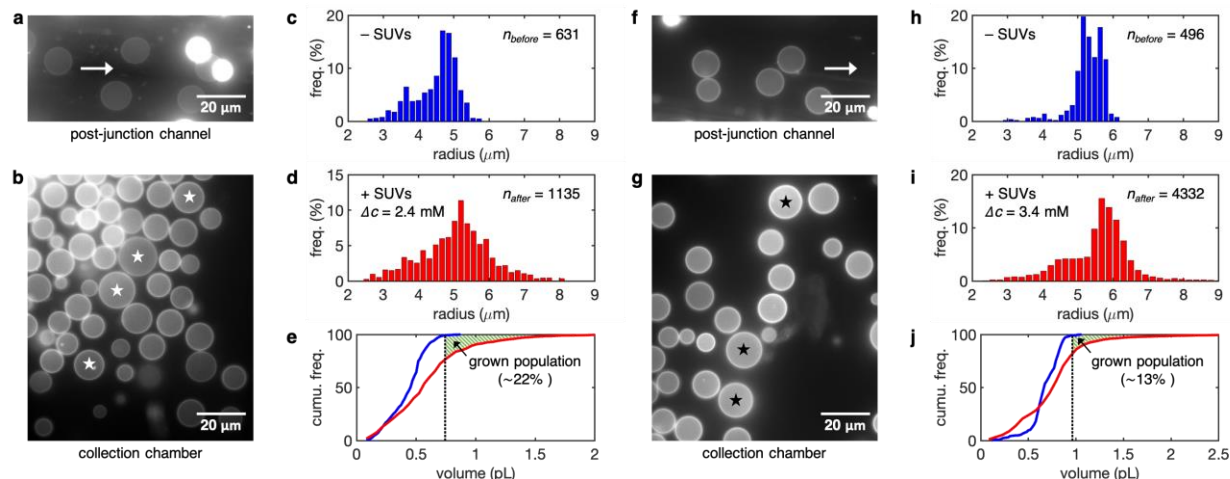 a
20 μm
post-junction channel
b
20 μm
collection chamber
c
20
10
0
freq. (%)
– SUVs
n_before = 631
2 3 4 5 6 7 8 9
radius (μm)
d
15
10
5
0
freq. (%)
+ SUVs
Δc = 2.4 mM
n_after = 1135
2 3 4 5 6 7 8 9
radius (μm)
e
100
50
0
cumu. freq.
grown population
(~22% )
0 0.5 1 1.5 2
volume (pL)
f
20 μm
post-junction channel
g
20 μm
collection chamber
h
20
10
0
freq. (%)
– SUVs
n_before = 496
2 3 4 5 6 7 8 9
radius (μm)
i
20
10
0
freq. (%)
+ SUVs
Δc = 3.4 mM
n_after = 4332
2 3 4 5 6 7 8 9
radius (μm)
j
100
50
0
cumu. freq.
grown population
(~13% )
0 0.5 1 1.5 2 2.5
volume (pL)